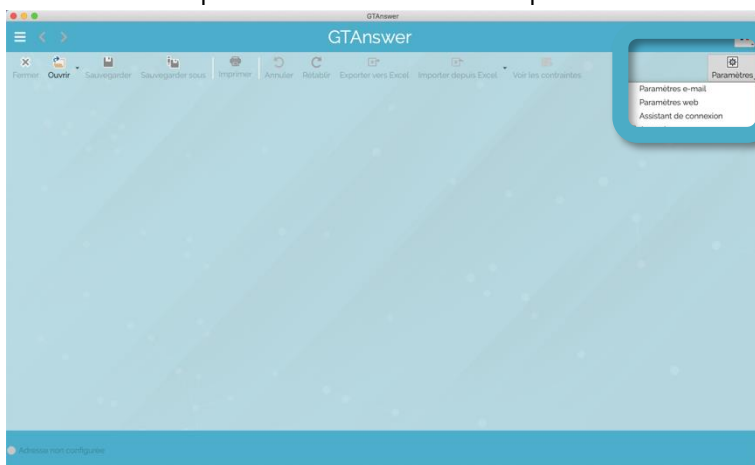 GTAnswer
GTAnswer
Fermer Ouvrir Sauvegarder Sauvegarder sous Imprimer Annuler Rétablir Exporter vers Excel Importer depuis Excel Voir les contraintes Paramètres
Paramètres e-mail
Paramètres web
Assistant de connexion
Adresse non configurée